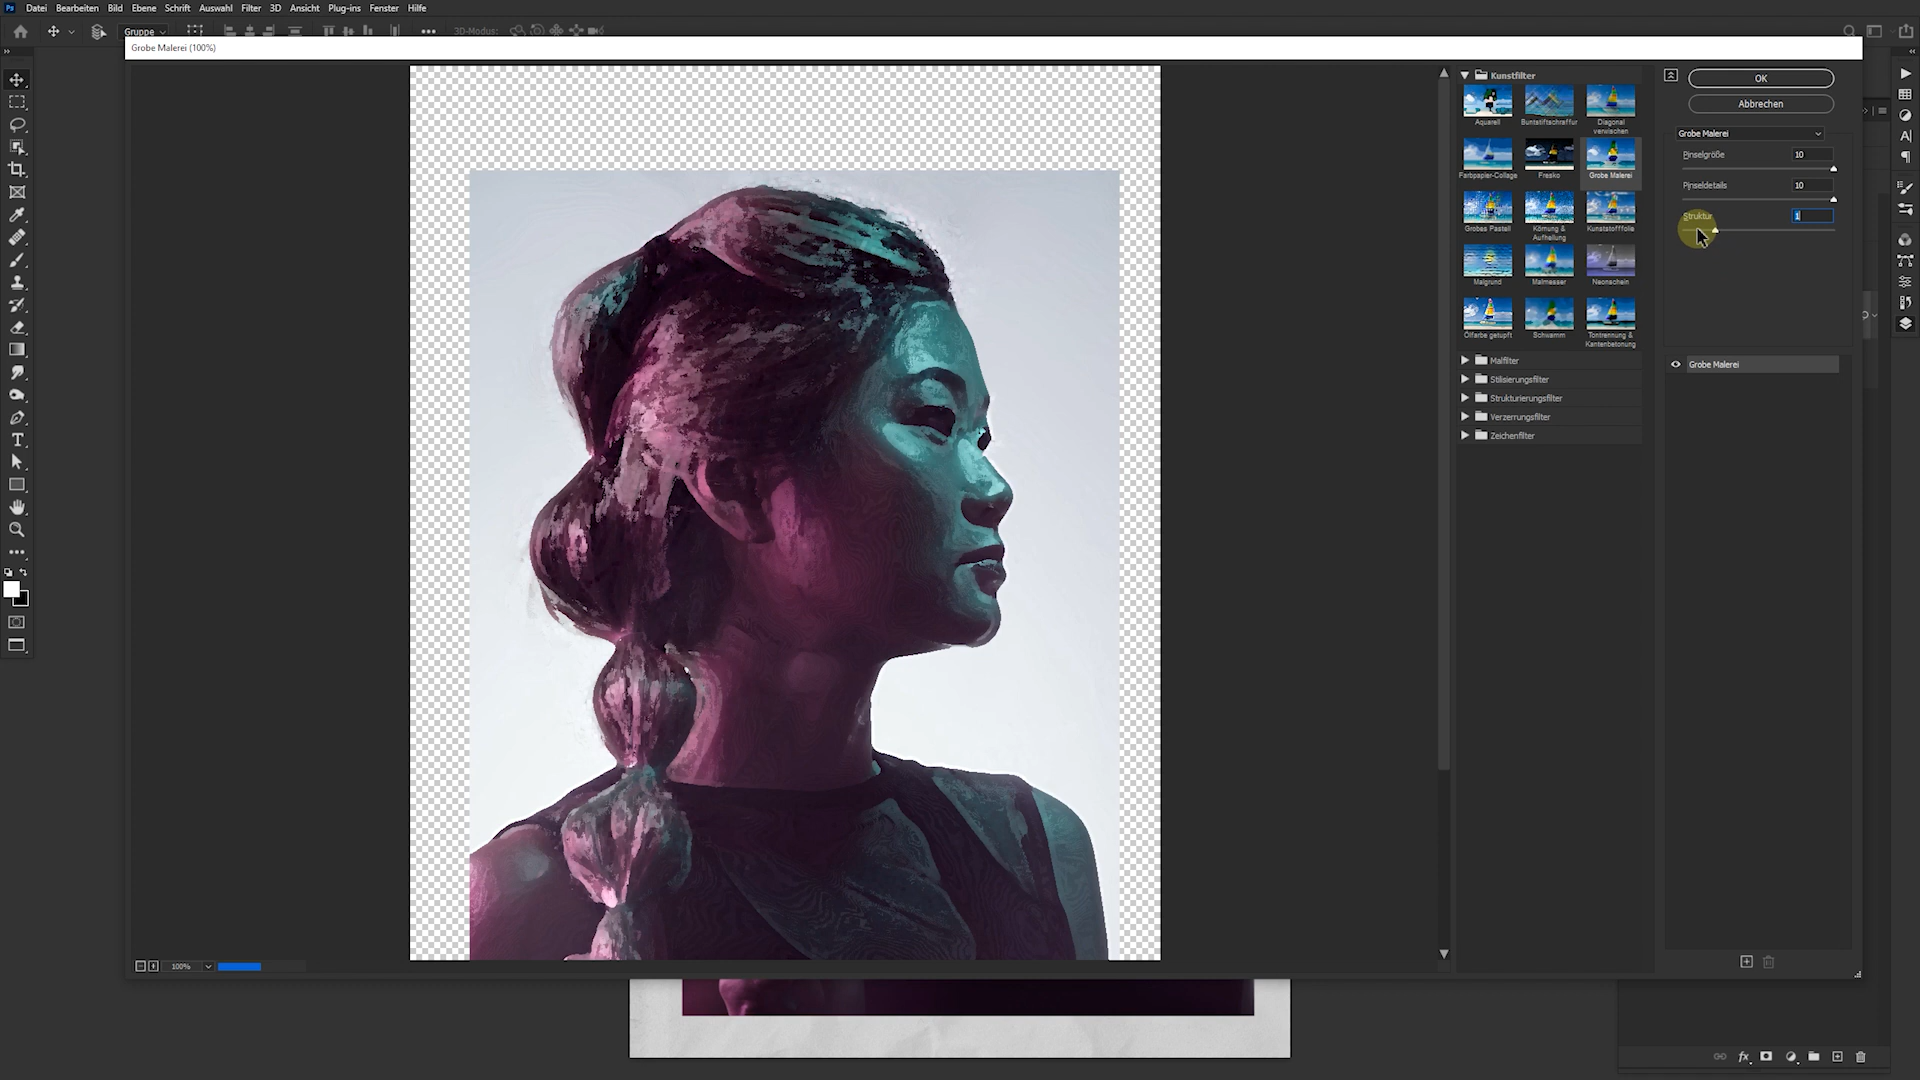 Ps Datei Bearbeiten Bild Ebene Schrift Auswahl Filter 3D Ansicht Plug-ins Fenster Hilfe
Gruppe 3D-Modus:
Grobe Malerei (100%)
Kunstfilter
OK
Abbrechen
Aquarell Buntstiftschraffur Diagonal verwischen
Farbpapier-Collage Fresko Grobe Malerei
Grobes Pastell Körnung & Aufhellung Kunststofffolie
Malgrund Malmesser Neonschein
Ölfarbe getupft Schwamm Tontrennung & Kantenbetonung
Malfilter
Stilisierungsfilter
Strukturierungsfilter
Verzerrungsfilter
Zeichenfilter
Grobe Malerei
Pinselgröße 10
Pinseldetails 10
Struktur 1
Grobe Malerei
100%
fx